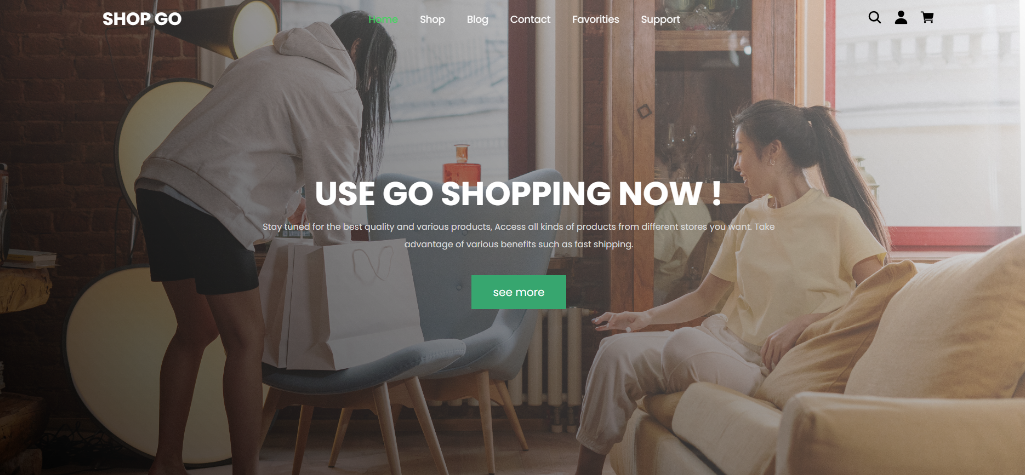 SHOP GO
Home Shop Blog Contact Favorities Support
USE GO SHOPPING NOW !
Stay tuned for the best quality and various products, Access all kinds of products from different stores you want. Take
advantage of various benefits such as fast shipping.
see more